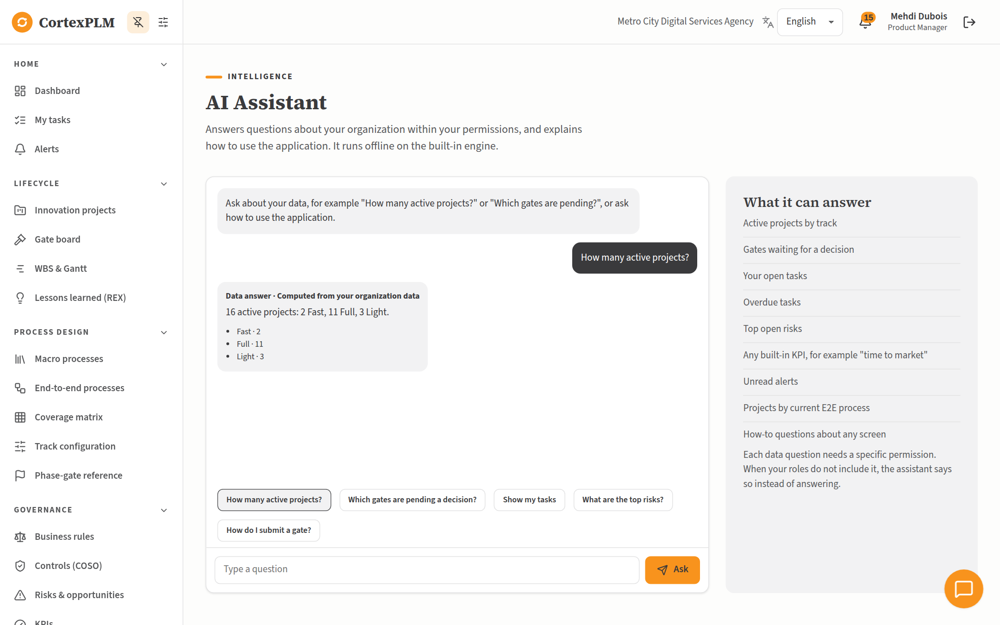 CortexPLM
Metro City Digital Services Agency
English
15
Mehdi Dubois
Product Manager
HOME
Dashboard
My tasks
Alerts
LIFECYCLE
Innovation projects
Gate board
WBS & Gantt
Lessons learned (REX)
PROCESS DESIGN
Macro processes
End-to-end processes
Coverage matrix
Track configuration
Phase-gate reference
GOVERNANCE
Business rules
Controls (COSO)
Risks & opportunities
KPIs
INTELLIGENCE
AI Assistant
Answers questions about your organization within your permissions, and explains
how to use the application. It runs offline on the built-in engine.
Ask about your data, for example "How many active projects?" or "Which gates are pending?", or ask
how to use the application.
How many active projects?
Data answer · Computed from your organization data
16 active projects: 2 Fast, 11 Full, 3 Light.
• Fast · 2
• Full · 11
• Light · 3
How many active projects?
Which gates are pending a decision?
Show my tasks
What are the top risks?
How do I submit a gate?
Type a question
Ask
What it can answer
Active projects by track
Gates waiting for a decision
Your open tasks
Overdue tasks
Top open risks
Any built-in KPI, for example "time to market"
Unread alerts
Projects by current E2E process
How-to questions about any screen
Each data question needs a specific permission.
When your roles do not include it, the assistant says
so instead of answering.